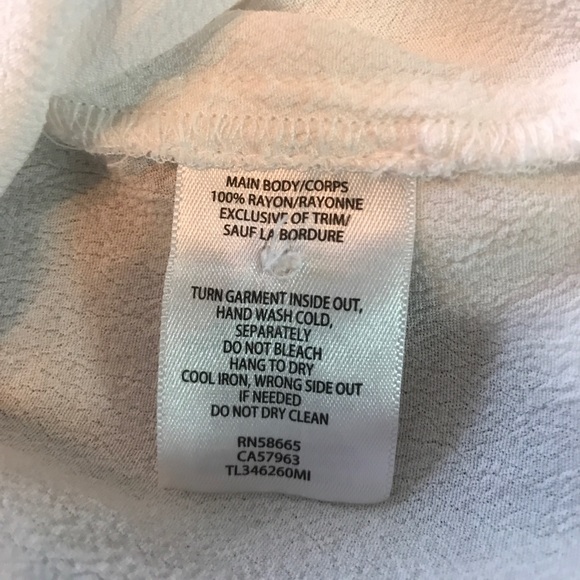 MAIN BODY/CORPS
100% RAYON/RAYONNE
EXCLUSIVE OF TRIM/
SAUF LA BORDURE
TURN GARMENT INSIDE OUT,
HAND WASH COLD,
SEPARATELY
DO NOT BLEACH
HANG TO DRY
COOL IRON, WRONG SIDE OUT
IF NEEDED
DO NOT DRY CLEAN
RN58665
CA57963
TL346260MI